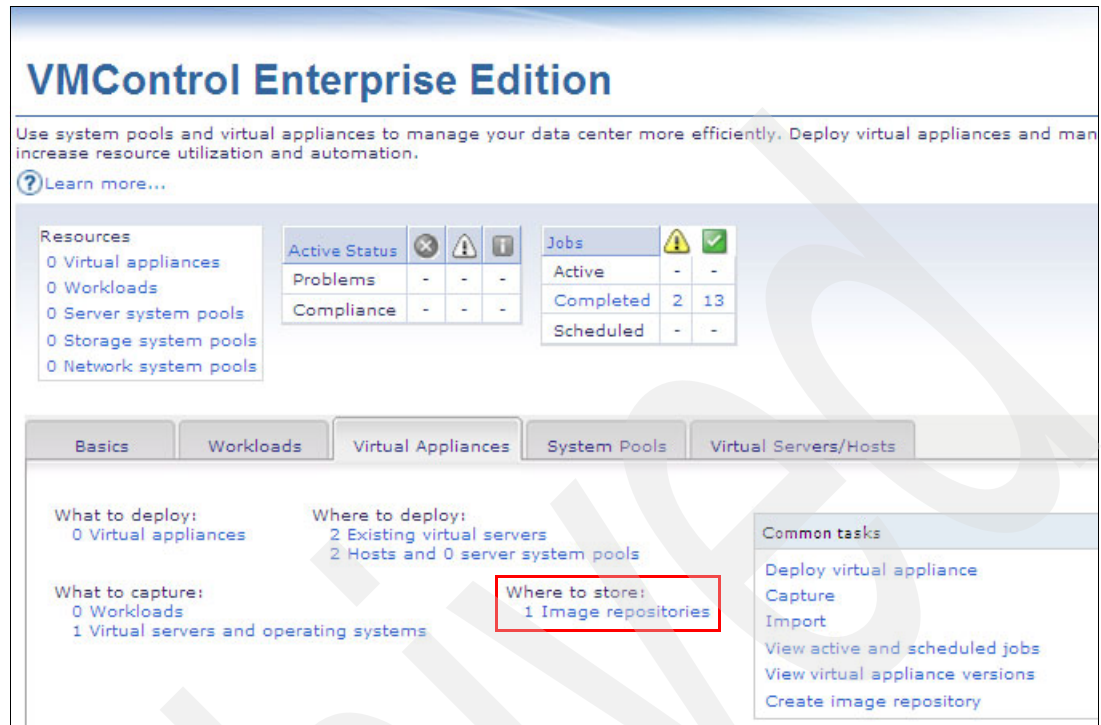 VMControl Enterprise Edition
Use system pools and virtual appliances to manage your data center more efficiently. Deploy virtual appliances and man
increase resource utilization and automation.
?Learn more...
Resources
0 Virtual appliances
0 Workloads
0 Server system pools
0 Storage system pools
0 Network system pools
Active Status
Problems - - -
Compliance - - -
Jobs
Active - -
Completed 2 13
Scheduled - -
Basics Workloads Virtual Appliances System Pools Virtual Servers/Hosts
What to deploy:
0 Virtual appliances
Where to deploy:
2 Existing virtual servers
2 Hosts and 0 server system pools
What to capture:
0 Workloads
1 Virtual servers and operating systems
Where to store:
1 Image repositories
Common tasks
Deploy virtual appliance
Capture
Import
View active and scheduled jobs
View virtual appliance versions
Create image repository